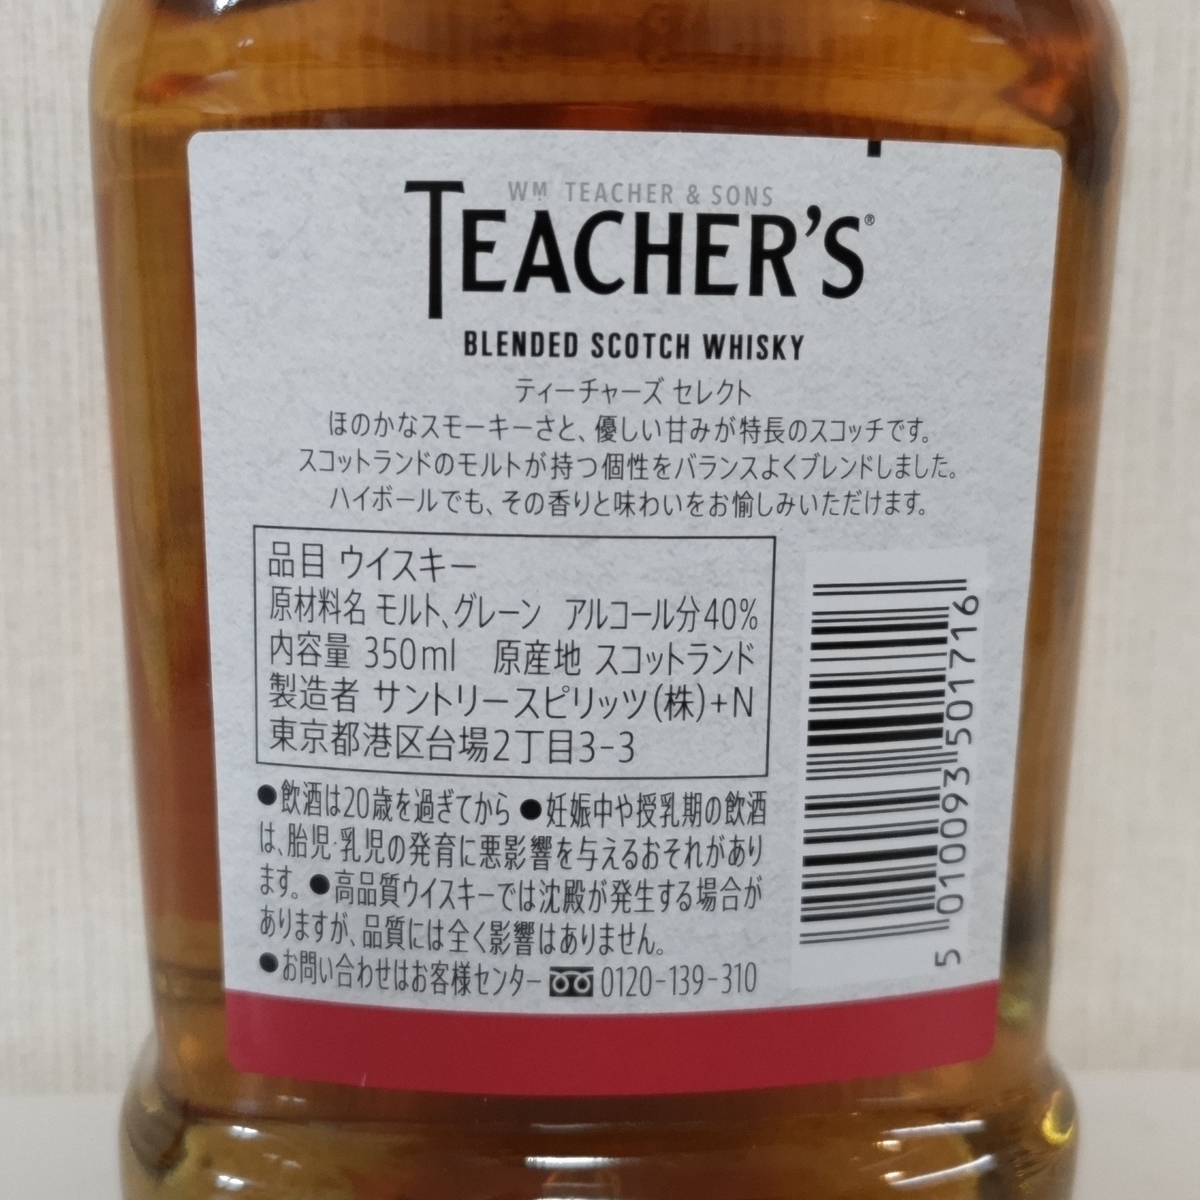 WM TEACHER & SONS
TEACHER'S®
BLENDED SCOTCH WHISKY
ティーチャーズ セレクト
ほのかなスモーキーさと、優しい甘みが特長のスコッチです。
スコットランドのモルトが持つ個性をバランスよくブレンドしました。
ハイボールでも、その香りと味わいをお愉しみいただけます。
品目 ウイスキー
原材料名 モルト、グレーン アルコール分40%
内容量 350ml 原産地 スコットランド
製造者 サントリースピリッツ(株)+N
東京都港区台場2丁目3-3
●飲酒は20歳を過ぎてから ●妊娠中や授乳期の飲酒
は、胎児・乳児の発育に悪影響を与えるおそれがあり
ます。●高品質ウイスキーでは沈殿が発生する場合が
ありますが、品質には全く影響はありません。
●お問い合わせはお客様センター 0120-139-310
5 010093 501716